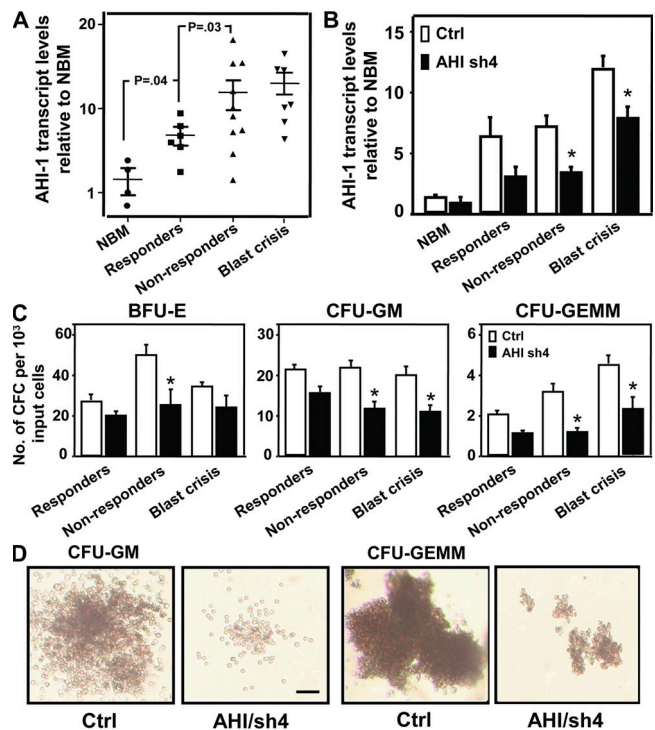 A
AHI-1 transcript levels
relative to NBM
20
10
1
P=.04
P=.03
NBM
Responders
Non-responders
Blast crisis
B
AHI-1 transcript levels
relative to NBM
15
10
5
0
Ctrl
AHI sh4
*
*
NBM
Responders
Non-responders
Blast crisis
C
No. of CFC per 10³
input cells
BFU-E
60
40
20
0
*
Responders
Non-responders
Blast crisis
CFU-GM
30
20
10
0
*
*
Responders
Non-responders
Blast crisis
CFU-GEMM
6
4
2
0
Ctrl
AHI sh4
*
*
Responders
Non-responders
Blast crisis
D
CFU-GM
CFU-GEMM
Ctrl
AHI/sh4
Ctrl
AHI/sh4